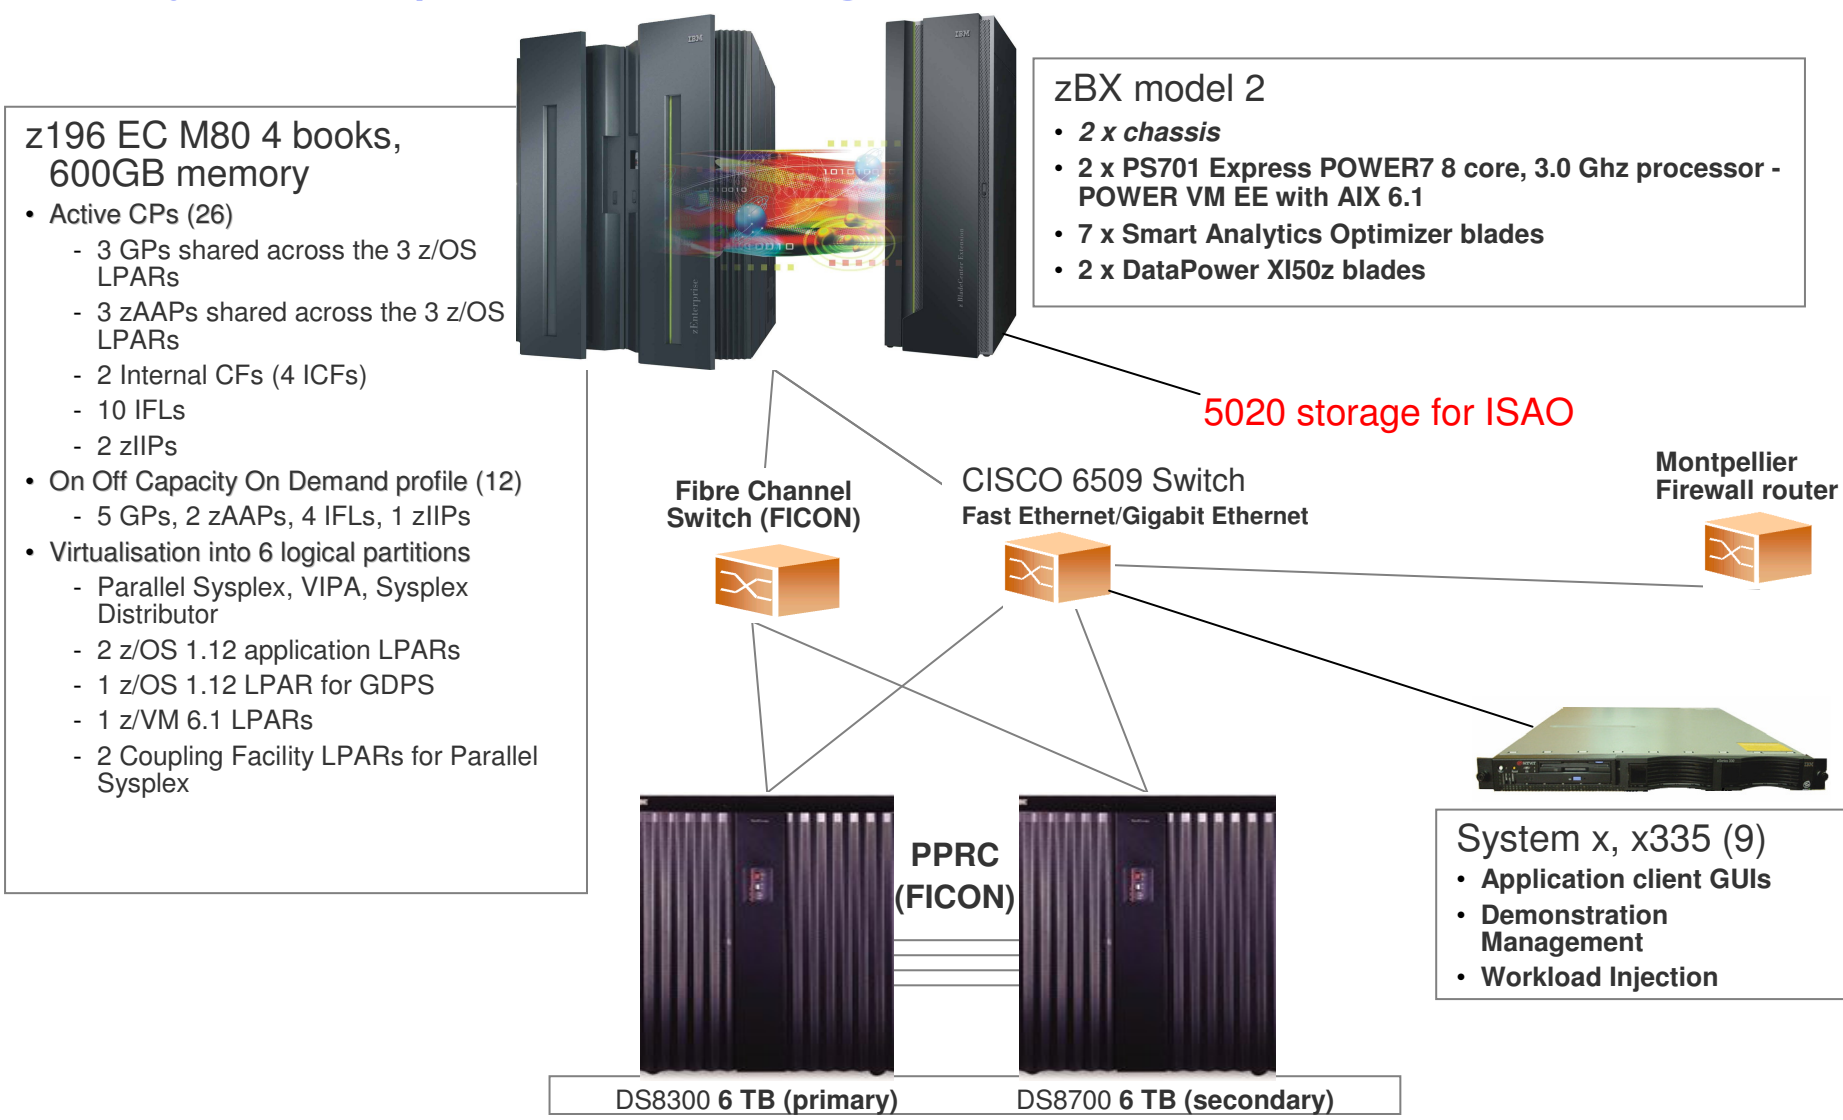 z196 EC M80 4 books,
600GB memory
• Active CPs (26)
- 3 GPs shared across the 3 z/OS
LPARs
- 3 zAAPs shared across the 3 z/OS
LPARs
- 2 Internal CFs (4 ICFs)
- 10 IFLs
- 2 zIIPs
• On Off Capacity On Demand profile (12)
- 5 GPs, 2 zAAPs, 4 IFLs, 1 zIIPs
• Virtualisation into 6 logical partitions
- Parallel Sysplex, VIPA, Sysplex
Distributor
- 2 z/OS 1.12 application LPARs
- 1 z/OS 1.12 LPAR for GDPS
- 1 z/VM 6.1 LPARs
- 2 Coupling Facility LPARs for Parallel
Sysplex
IBM
zEnterprise
IBM
zBX model 2
• 2 x chassis
• 2 x PS701 Express POWER7 8 core, 3.0 Ghz processor -
POWER VM EE with AIX 6.1
• 7 x Smart Analytics Optimizer blades
• 2 x DataPower XI50z blades
5020 storage for ISAO
Fibre Channel
Switch (FICON)
CISCO 6509 Switch
Fast Ethernet/Gigabit Ethernet
Montpellier
Firewall router
PPRC
(FICON)
System x, x335 (9)
• Application client GUIs
• Demonstration
Management
• Workload Injection
DS8300 6 TB (primary)
DS8700 6 TB (secondary)